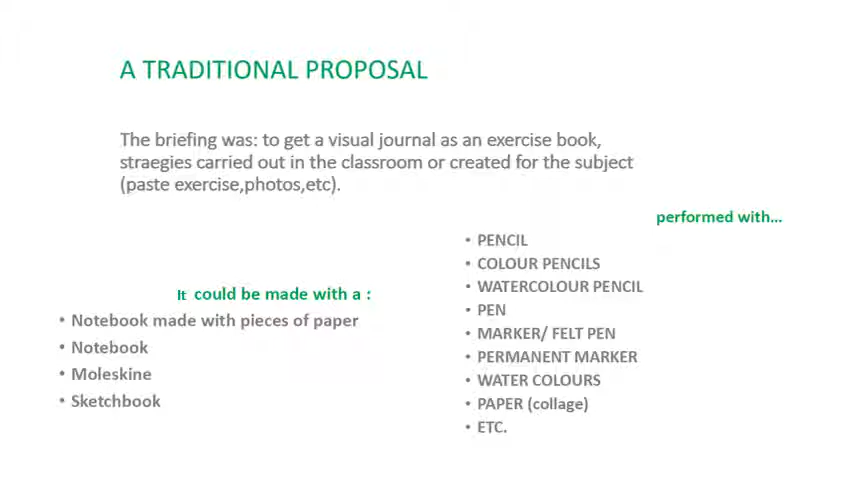 A TRADITIONAL PROPOSAL
The briefing was: to get a visual journal as an exercise book,
straegies carried out in the classroom or created for the subject
(paste exercise,photos,etc).
It could be made with a :
• Notebook made with pieces of paper
• Notebook
• Moleskine
• Sketchbook
performed with...
• PENCIL
• COLOUR PENCILS
• WATERCOLOUR PENCIL
• PEN
• MARKER/ FELT PEN
• PERMANENT MARKER
• WATER COLOURS
• PAPER (collage)
• ETC.